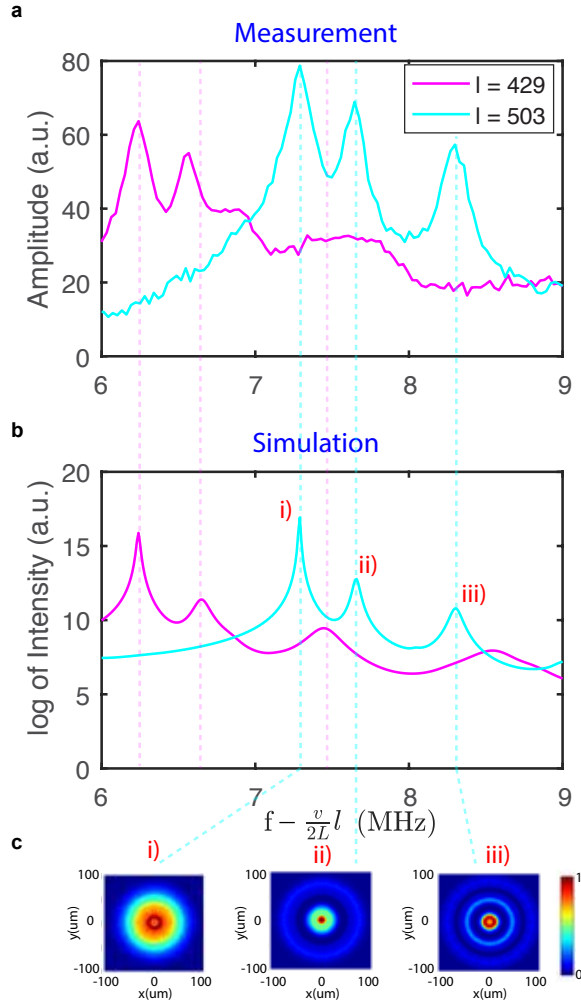 a
Measurement
80
60
40
20
0
Amplitude (a.u.)
l = 429
l = 503
6
7
8
9
b
Simulation
20
15
10
5
0
log of Intensity (a.u.)
i)
ii)
iii)
6
7
8
9
f − v/2L l (MHz)
c
i)
ii)
iii)
100
0
-100
y(um)
-100
0
100
x(um)
100
0
-100
y(um)
-100
0
100
x(um)
100
0
-100
y(um)
-100
0
100
x(um)
1
0